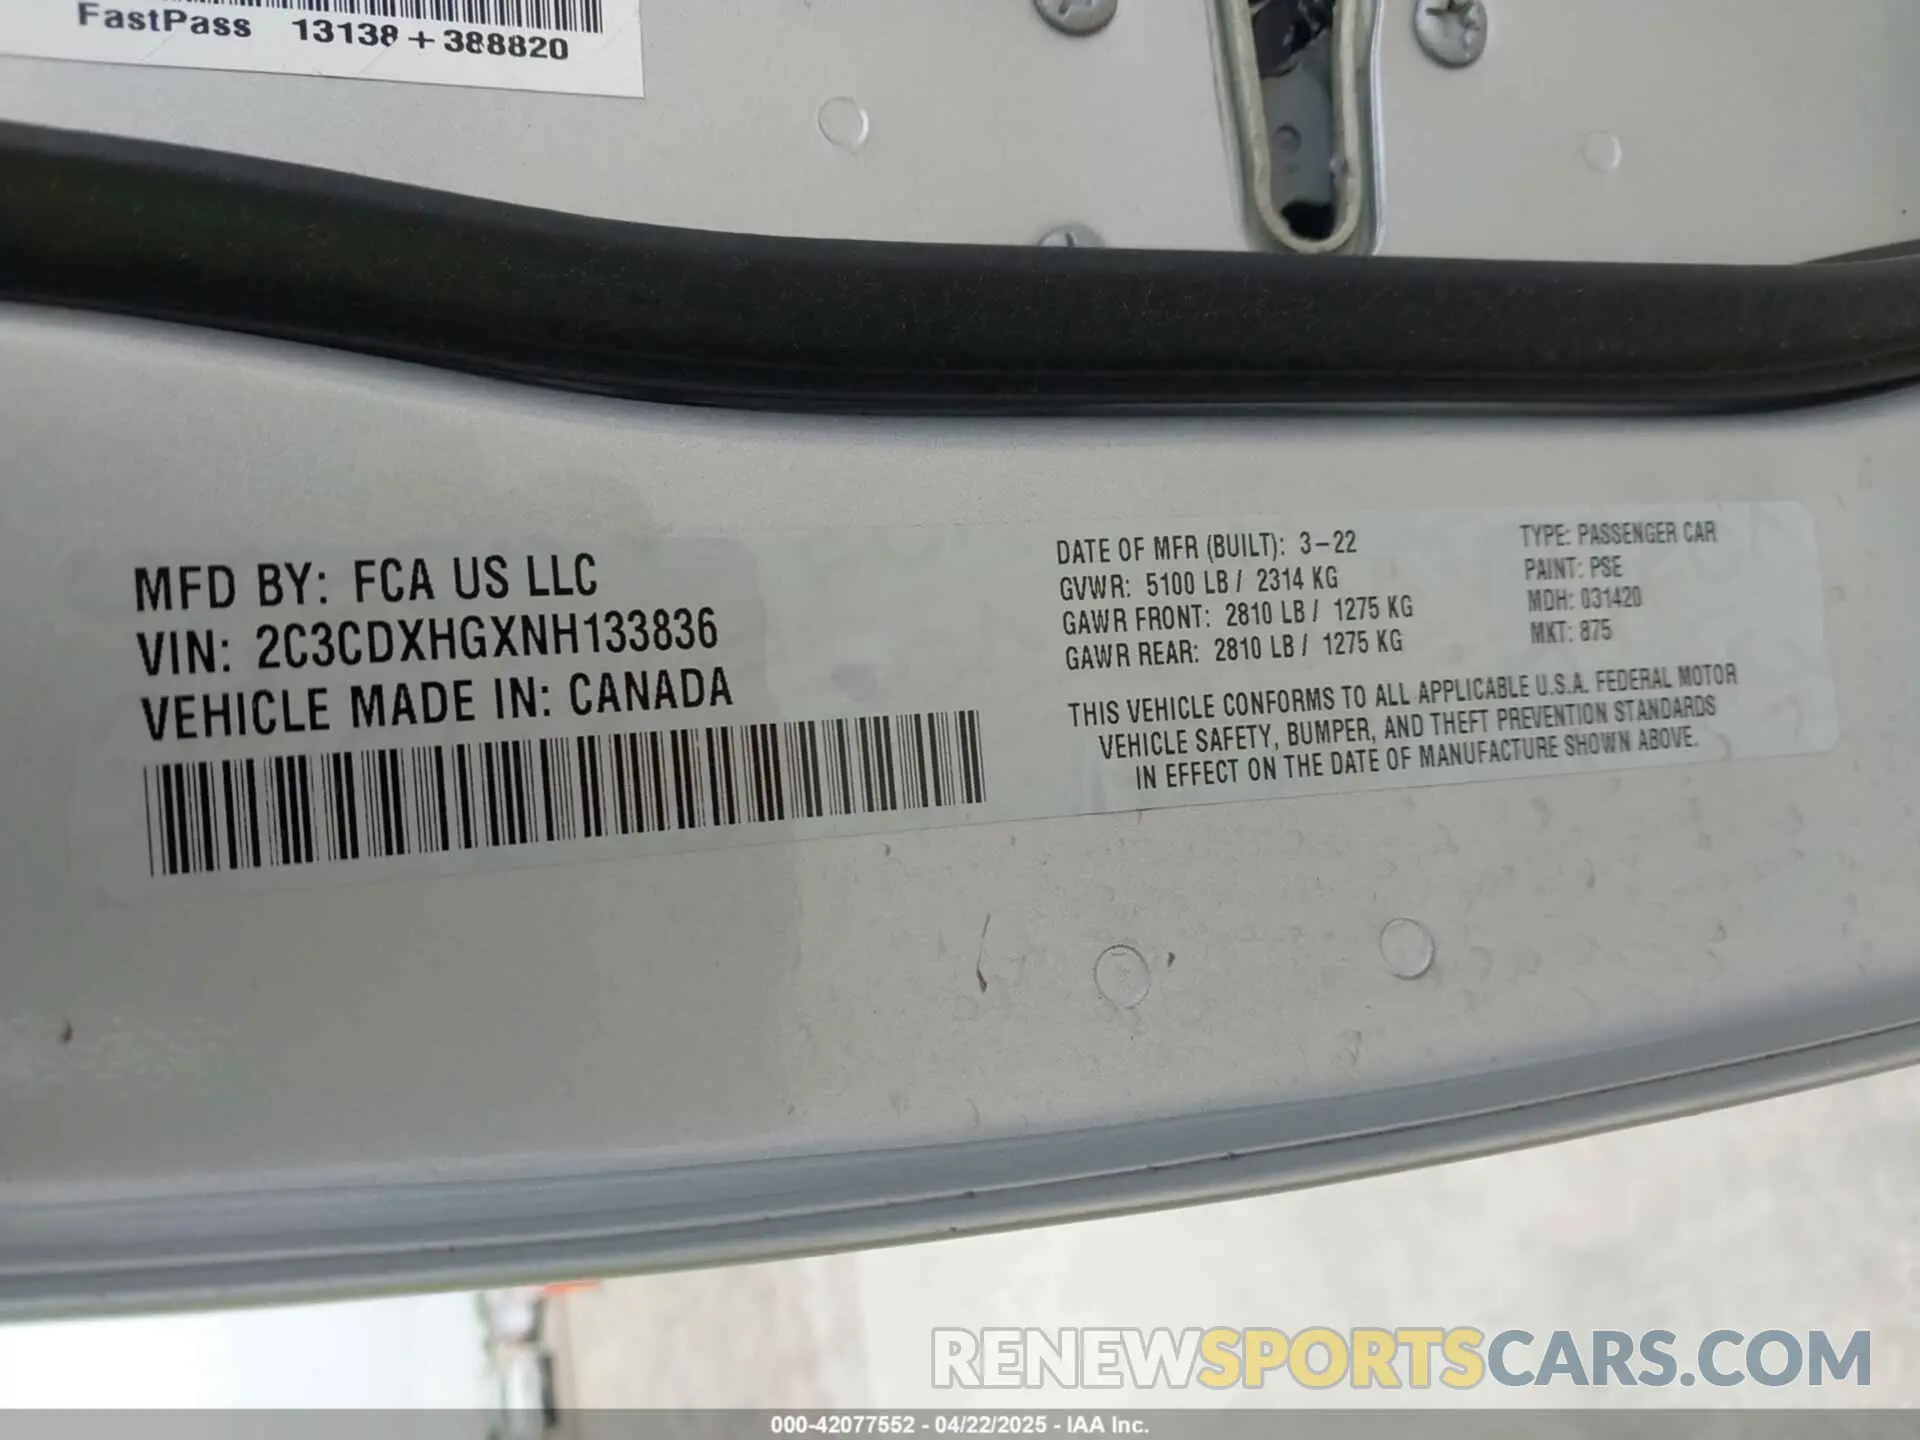 FastPass 13138+388820
MFD BY: FCA US LLC
VIN: 2C3CDXHGXNH133836
VEHICLE MADE IN: CANADA
DATE OF MFR (BUILT): 3-22
GVWR: 5100 LB / 2314 KG
GAWR FRONT: 2810 LB / 1275 KG
GAWR REAR: 2810 LB / 1275 KG
TYPE: PASSENGER CAR
PAINT: PSE
MDH: 031420
MKT: 875
THIS VEHICLE CONFORMS TO ALL APPLICABLE U.S.A. FEDERAL MOTOR
VEHICLE SAFETY, BUMPER, AND THEFT PREVENTION STANDARDS
IN EFFECT ON THE DATE OF MANUFACTURE SHOWN ABOVE.
RENEWSPORTSCARS.COM
000-42077552 - 04/22/2025 - IAA Inc.